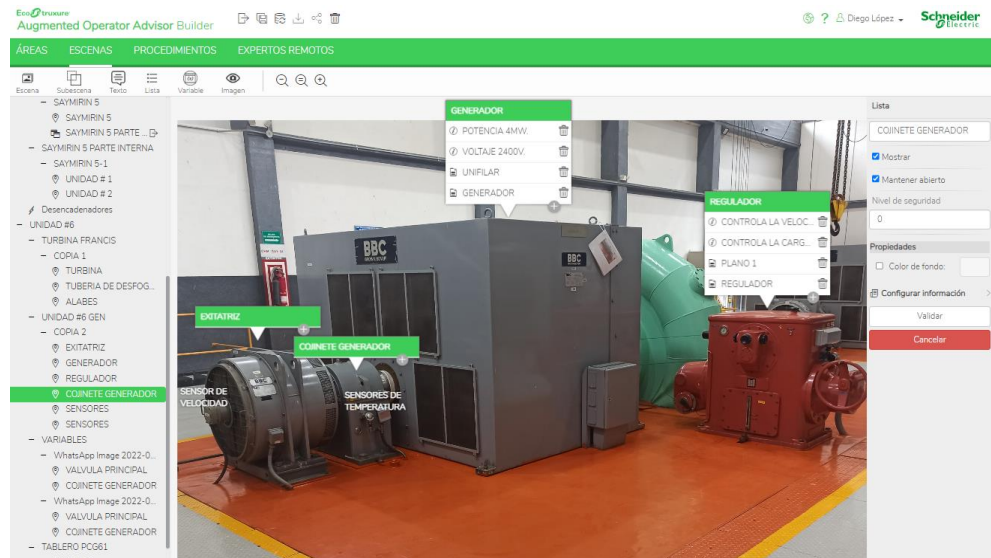 EcoStruxure
Augmented Operator Advisor Builder
Diego López
Schneider
Electric
ÁREAS ESCENAS PROCEDIMIENTOS EXPERTOS REMOTOS
Escena Subescena Texto Lista Variable Imagen
SAYMIRIN 5
SAYMIRIN 5
SAYMIRIN 5 PARTE ...
SAYMIRIN 5 PARTE INTERNA
SAYMIRIN 5-1
UNIDAD # 1
UNIDAD # 2
Desencadenadores
UNIDAD #6
TURBINA FRANCIS
COPIA 1
TURBINA
TUBERIA DE DESFOG...
ALABES
UNIDAD #6 GEN
COPIA 2
EXITATRIZ
GENERADOR
REGULADOR
COJINETE GENERADOR
SENSORES
SENSORES
VARIABLES
WhatsApp Image 2022-0...
VALVULA PRINCIPAL
COJINETE GENERADOR
WhatsApp Image 2022-0...
VALVULA PRINCIPAL
COJINETE GENERADOR
TABLERO PCG61
GENERADOR
POTENCIA 4MW.
VOLTAJE 2400V.
UNIFILAR
GENERADOR
REGULADOR
CONTROLA LA VELOC...
CONTROLA LA CARG...
PLANO 1
REGULADOR
BBC
BROWN BOVERI
BBC
EXITATRIZ
COJINETE GENERADOR
BBC
SENSOR DE
VELOCIDAD
SENSORES DE
TEMPERATURA
Lista
COJINETE GENERADOR
Mostrar
Mantener abierto
Nivel de seguridad
0
Propiedades
Color de fondo:
Configurar información
Validar
Cancelar